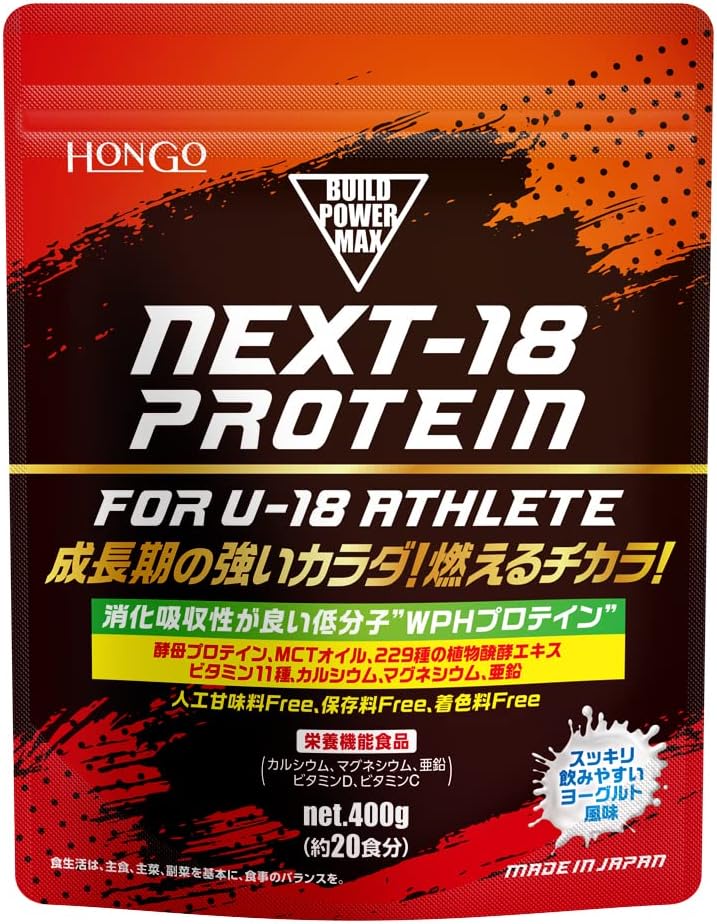 HONGO
BUILD
POWER
MAX
NEXT-18
PROTEIN
FOR U-18 ATHLETE
成長期の強いカラダ!燃えるチカラ!
消化吸収性が良い低分子"WPHプロテイン"
酵母プロテイン、MCTオイル、229種の植物醗酵エキス
ビタミン11種、カルシウム、マグネシウム、亜鉛
人工甘味料Free、保存料Free、着色料Free
栄養機能食品
(カルシウム、マグネシウム、亜鉛
ビタミンD、ビタミンC)
net.400g
(約20食分)
スッキリ
飲みやすい
ヨーグルト
風味
食生活は、主食、主菜、副菜を基本に、食事のバランスを。
MADE IN JAPAN